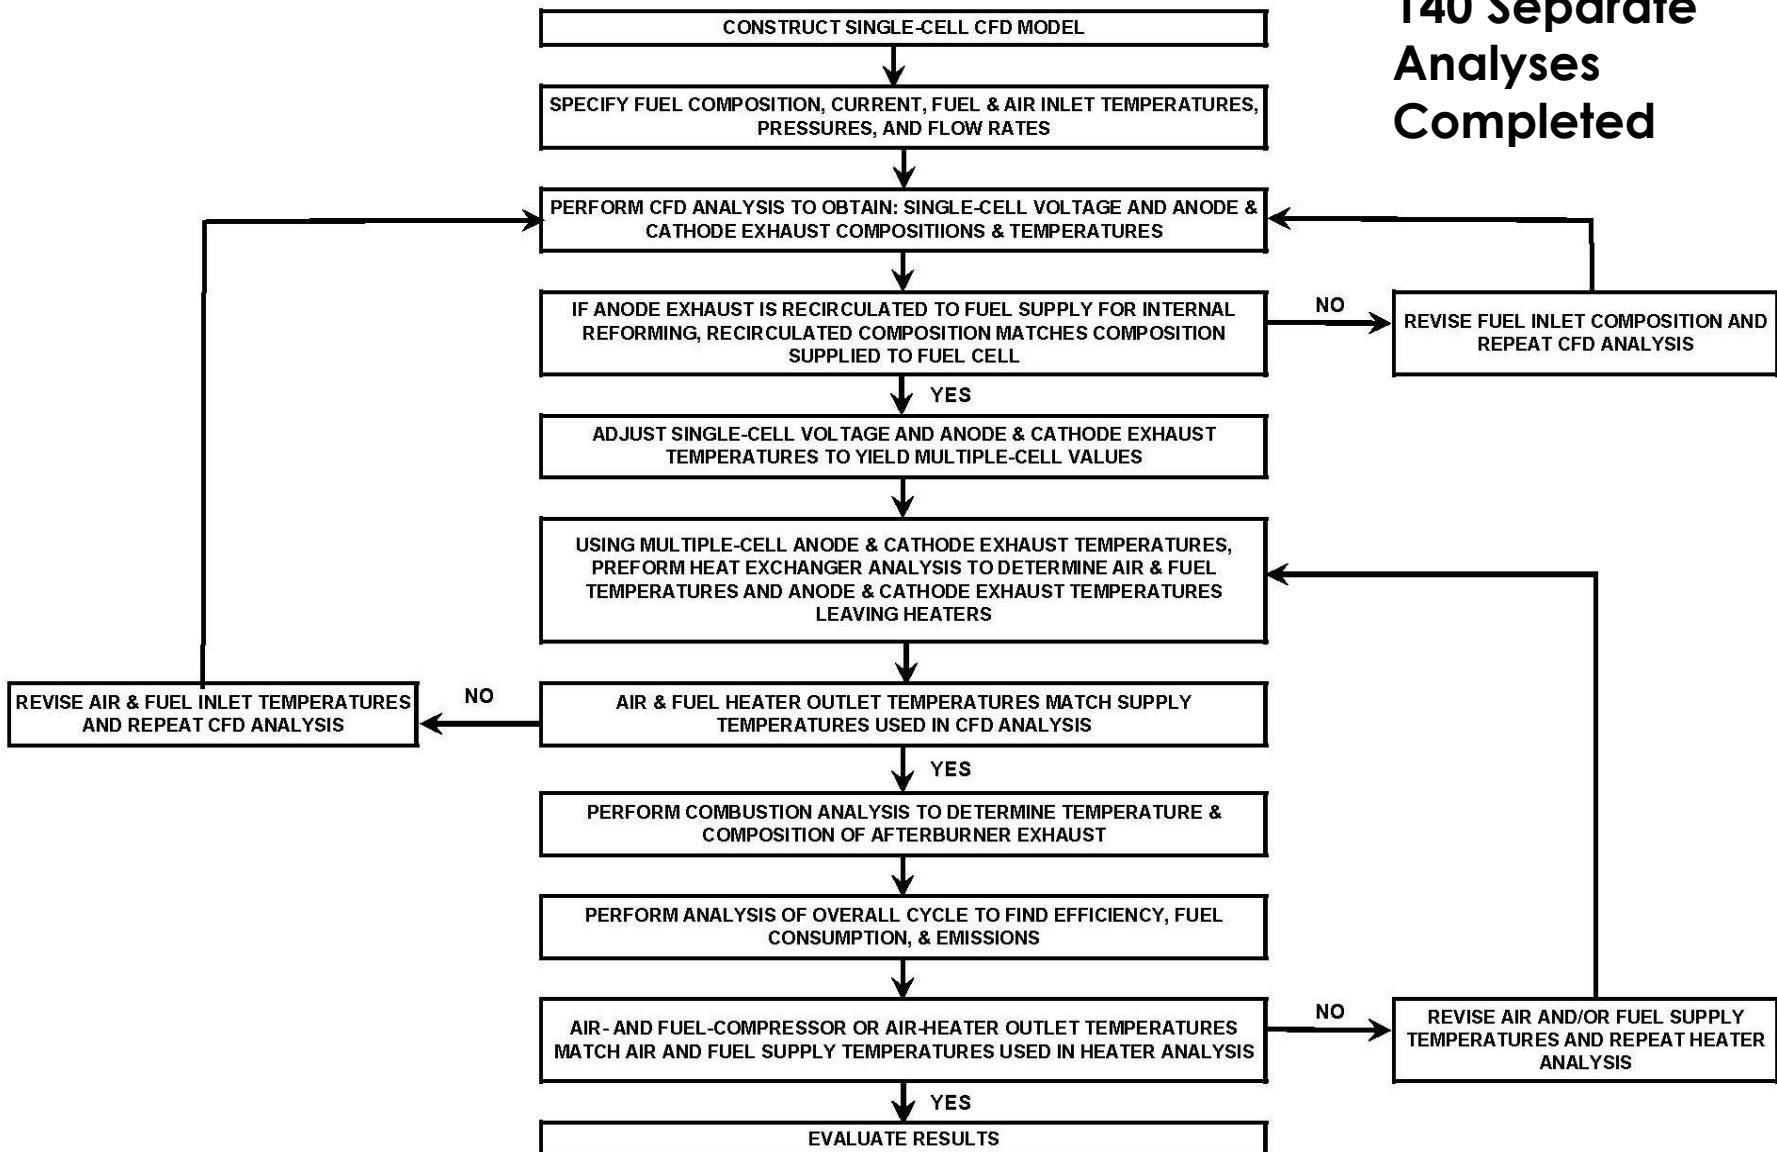 140 Separate
Analyses
Completed
CONSTRUCT SINGLE-CELL CFD MODEL
SPECIFY FUEL COMPOSITION, CURRENT, FUEL & AIR INLET TEMPERATURES,
PRESSURES, AND FLOW RATES
PERFORM CFD ANALYSIS TO OBTAIN: SINGLE-CELL VOLTAGE AND ANODE &
CATHODE EXHAUST COMPOSITIIONS & TEMPERATURES
IF ANODE EXHAUST IS RECIRCULATED TO FUEL SUPPLY FOR INTERNAL
REFORMING, RECIRCULATED COMPOSITION MATCHES COMPOSITION
SUPPLIED TO FUEL CELL
NO
REVISE FUEL INLET COMPOSITION AND
REPEAT CFD ANALYSIS
YES
ADJUST SINGLE-CELL VOLTAGE AND ANODE & CATHODE EXHAUST
TEMPERATURES TO YIELD MULTIPLE-CELL VALUES
USING MULTIPLE-CELL ANODE & CATHODE EXHAUST TEMPERATURES,
PREFORM HEAT EXCHANGER ANALYSIS TO DETERMINE AIR & FUEL
TEMPERATURES AND ANODE & CATHODE EXHAUST TEMPERATURES
LEAVING HEATERS
AIR & FUEL HEATER OUTLET TEMPERATURES MATCH SUPPLY
TEMPERATURES USED IN CFD ANALYSIS
NO
REVISE AIR & FUEL INLET TEMPERATURES
AND REPEAT CFD ANALYSIS
YES
PERFORM COMBUSTION ANALYSIS TO DETERMINE TEMPERATURE &
COMPOSITION OF AFTERBURNER EXHAUST
PERFORM ANALYSIS OF OVERALL CYCLE TO FIND EFFICIENCY, FUEL
CONSUMPTION, & EMISSIONS
AIR- AND FUEL-COMPRESSOR OR AIR-HEATER OUTLET TEMPERATURES
MATCH AIR AND FUEL SUPPLY TEMPERATURES USED IN HEATER ANALYSIS
NO
REVISE AIR AND/OR FUEL SUPPLY
TEMPERATURES AND REPEAT HEATER
ANALYSIS
YES
EVALUATE RESULTS